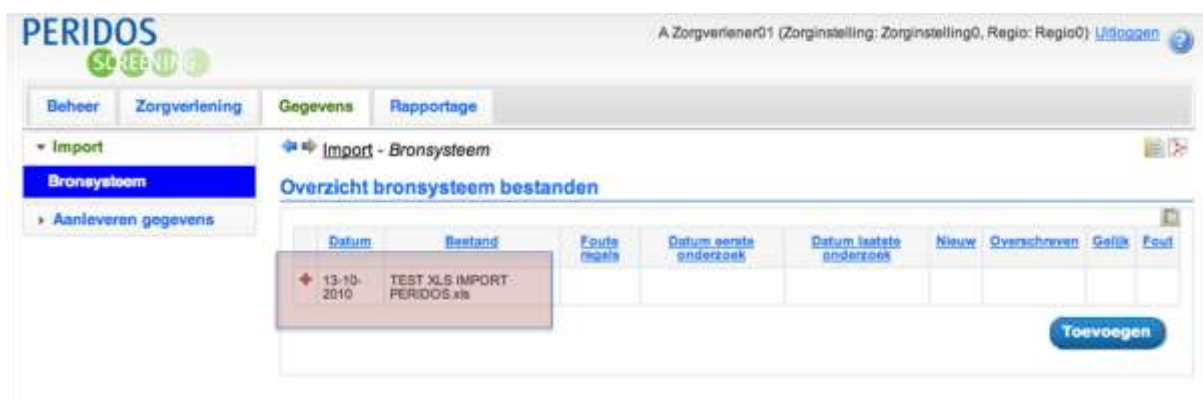 PERIDOS
SCREENING
A Zorgverlener01 (Zorginstelling: Zorginstelling0, Regio: Regio0) Uitloggen
Beheer Zorgverlening Gegevens Rapportage
Import
Bronsysteem
Aanleveren gegevens
Import - Bronsysteem
Overzicht bronsysteem bestanden
Datum Bestand Foute regels Datum eerste onderzoek Datum laatste onderzoek Nieuw Overschreven Gelijk Fout
13-10-2010 TEST XLS IMPORT PERIDOS.xls
Toevoegen